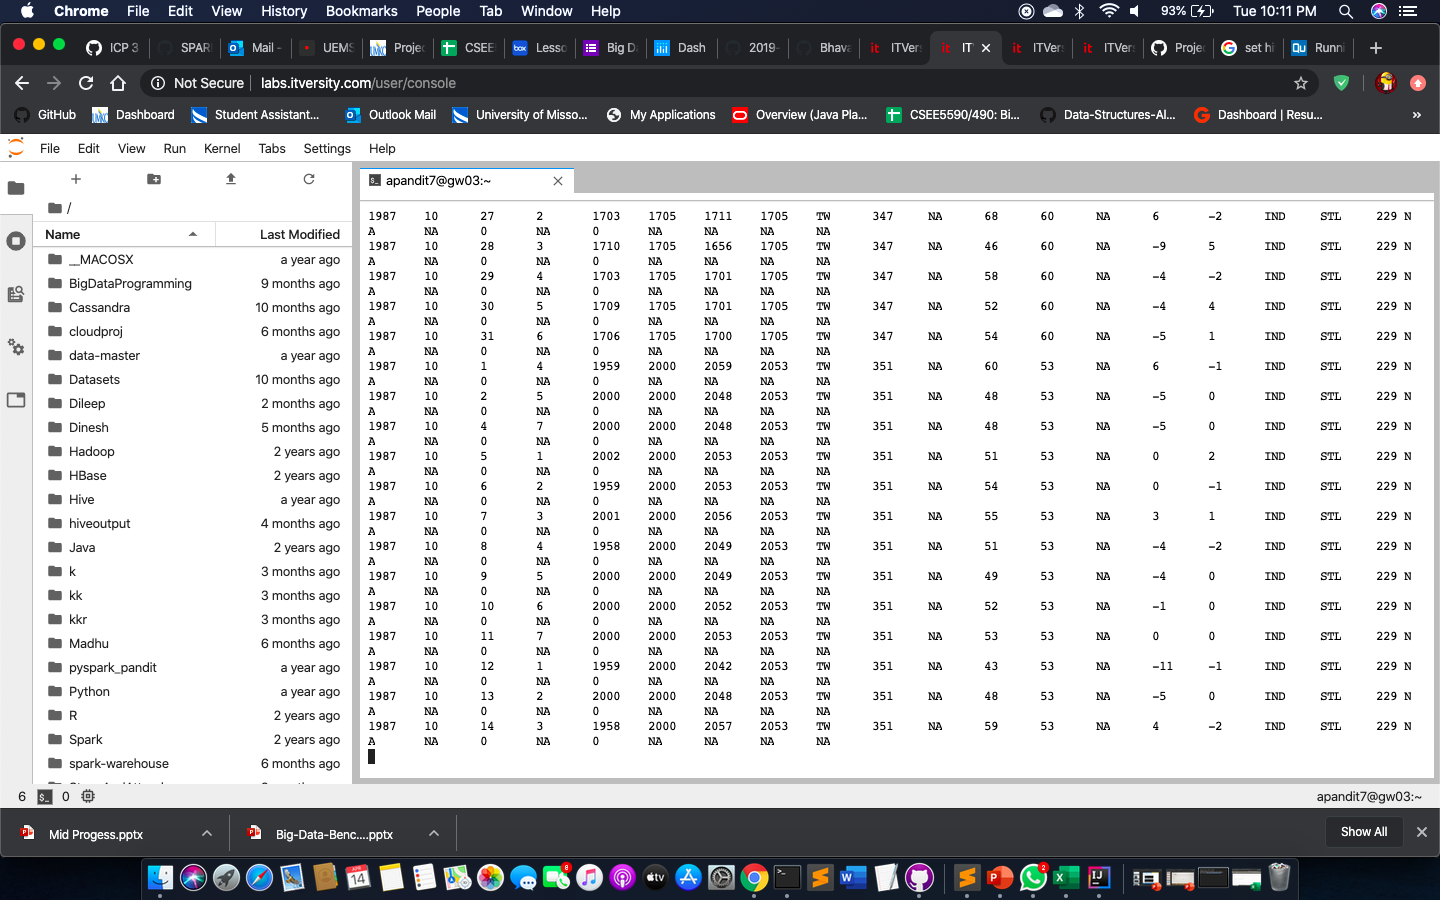 Chrome File Edit View History Bookmarks People Tab Window Help 93% Tue 10:11 PM
ICP 3 SPAR Mail - UEMS Projec CSEE Lesso Big D Dash 2019- Bhava ITVers IT ITVers ITVers Projec set hi Runni
Not Secure labs.itversity.com/user/console
GitHub Dashboard Student Assistant... Outlook Mail University of Misso... My Applications Overview (Java Pla... CSEE5590/490: Bi... Data-Structures-Al... Dashboard | Resu... »
File Edit View Run Kernel Tabs Settings Help
apandit7@gw03:~
/
Name Last Modified
__MACOSX a year ago
BigDataProgramming 9 months ago
Cassandra 10 months ago
cloudproj 6 months ago
data-master a year ago
Datasets 10 months ago
Dileep 2 months ago
Dinesh 5 months ago
Hadoop 2 years ago
HBase 2 years ago
Hive a year ago
hiveoutput 4 months ago
Java 2 years ago
k 3 months ago
kk 3 months ago
kkr 3 months ago
Madhu 6 months ago
pyspark_pandit a year ago
Python a year ago
R 2 years ago
Spark 2 years ago
spark-warehouse 6 months ago
1987 10 27 2 1703 1705 1711 1705 TW 347 NA 68 60 NA 6 -2 IND STL 229 N
A NA 0 NA 0 NA NA NA NA
1987 10 28 3 1710 1705 1656 1705 TW 347 NA 46 60 NA -9 5 IND STL 229 N
A NA 0 NA 0 NA NA NA NA
1987 10 29 4 1703 1705 1701 1705 TW 347 NA 58 60 NA -4 -2 IND STL 229 N
A NA 0 NA 0 NA NA NA NA
1987 10 30 5 1709 1705 1701 1705 TW 347 NA 52 60 NA -4 4 IND STL 229 N
A NA 0 NA 0 NA NA NA NA
1987 10 31 6 1706 1705 1700 1705 TW 347 NA 54 60 NA -5 1 IND STL 229 N
A NA 0 NA 0 NA NA NA NA
1987 10 1 4 1959 2000 2059 2053 TW 351 NA 60 53 NA 6 -1 IND STL 229 N
A NA 0 NA 0 NA NA NA NA
1987 10 2 5 2000 2000 2048 2053 TW 351 NA 48 53 NA -5 0 IND STL 229 N
A NA 0 NA 0 NA NA NA NA
1987 10 4 7 2000 2000 2048 2053 TW 351 NA 48 53 NA -5 0 IND STL 229 N
A NA 0 NA 0 NA NA NA NA
1987 10 5 1 2002 2000 2053 2053 TW 351 NA 51 53 NA 0 2 IND STL 229 N
A NA 0 NA 0 NA NA NA NA
1987 10 6 2 1959 2000 2053 2053 TW 351 NA 54 53 NA 0 -1 IND STL 229 N
A NA 0 NA 0 NA NA NA NA
1987 10 7 3 2001 2000 2056 2053 TW 351 NA 55 53 NA 3 1 IND STL 229 N
A NA 0 NA 0 NA NA NA NA
1987 10 8 4 1958 2000 2049 2053 TW 351 NA 51 53 NA -4 -2 IND STL 229 N
A NA 0 NA 0 NA NA NA NA
1987 10 9 5 2000 2000 2049 2053 TW 351 NA 49 53 NA -4 0 IND STL 229 N
A NA 0 NA 0 NA NA NA NA
1987 10 10 6 2000 2000 2052 2053 TW 351 NA 52 53 NA -1 0 IND STL 229 N
A NA 0 NA 0 NA NA NA NA
1987 10 11 7 2000 2000 2053 2053 TW 351 NA 53 53 NA 0 0 IND STL 229 N
A NA 0 NA 0 NA NA NA NA
1987 10 12 1 1959 2000 2042 2053 TW 351 NA 43 53 NA -11 -1 IND STL 229 N
A NA 0 NA 0 NA NA NA NA
1987 10 13 2 2000 2000 2048 2053 TW 351 NA 48 53 NA -5 0 IND STL 229 N
A NA 0 NA 0 NA NA NA NA
1987 10 14 3 1958 2000 2057 2053 TW 351 NA 59 53 NA 4 -2 IND STL 229 N
A NA 0 NA 0 NA NA NA NA
6 0 apandit7@gw03:~
Mid Progess.pptx Big-Data-Benc....pptx Show All